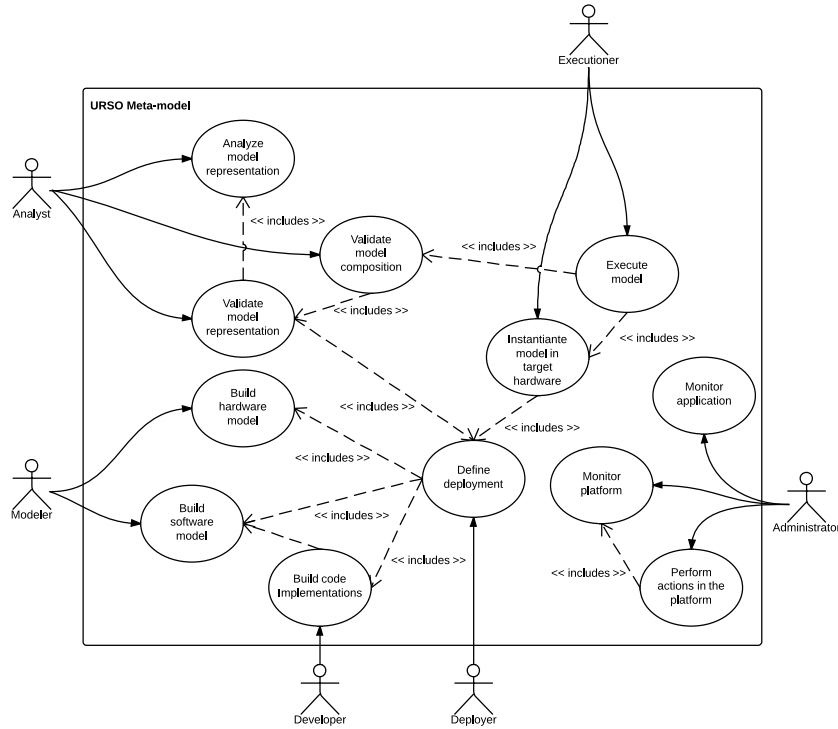 Executioner
URSO Meta-model
Analyze
model
representation
Analyst
<< includes >>
Validate
model
composition
<< includes >>
Execute
model
Validate
model
representation
<< includes >>
Instantiante
model in
target
hardware
<< includes >>
Build
hardware
model
<< includes >>
<< includes >>
Monitor
application
<< includes >>
Define
deployment
Monitor
platform
Modeler
Build
software
model
<< includes >>
Administrator
<< includes >>
Build code
Implementations
<< includes >>
Perform
actions in the
platform
Developer
Deployer